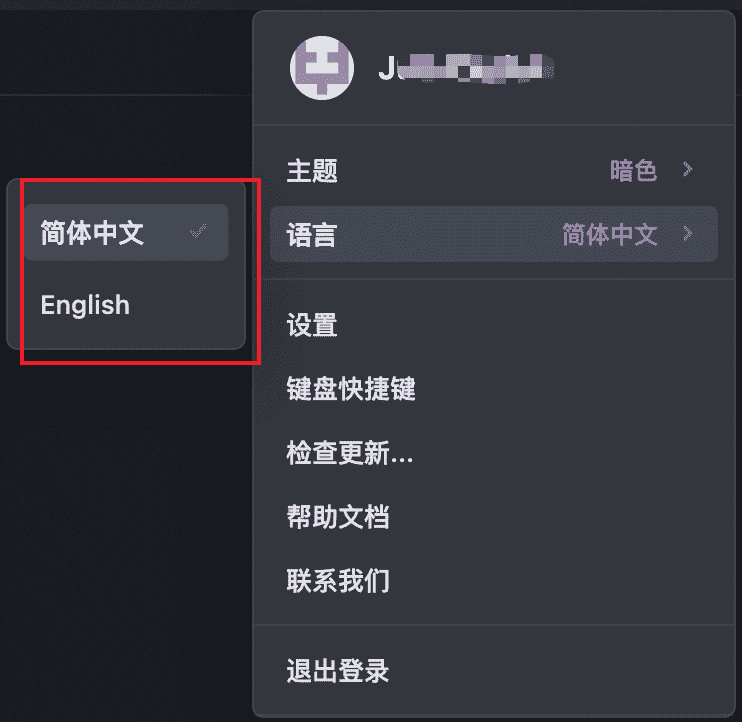 主题 暗色
语言 简体中文
简体中文
English
设置
键盘快捷键
检查更新...
帮助文档
联系我们
退出登录